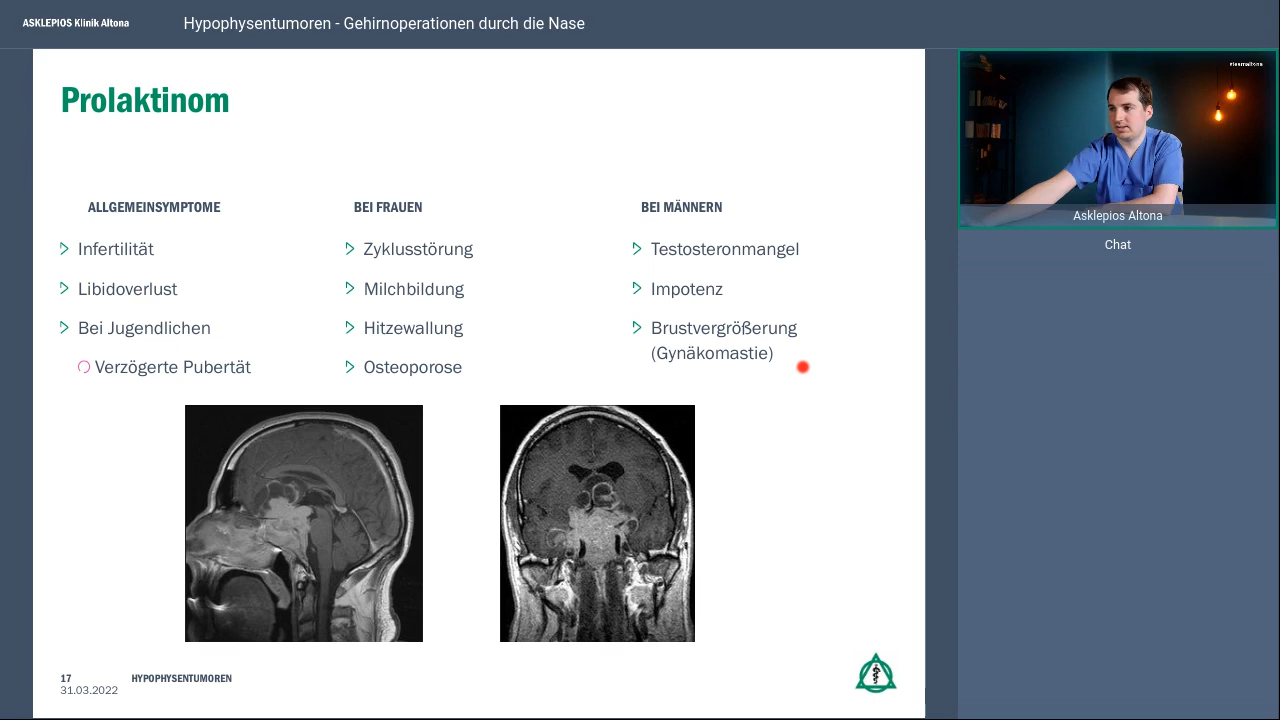 ASKLEPIOS Klinik Altona
Hypophysentumoren - Gehirnoperationen durch die Nase
Prolaktinom
ALLGEMEINSYMPTOME
Infertilität
Libidoverlust
Bei Jugendlichen
Verzögerte Pubertät
BEI FRAUEN
Zyklusstörung
Milchbildung
Hitzewallung
Osteoporose
BEI MÄNNERN
Testosteronmangel
Impotenz
Brustvergrößerung
(Gynäkomastie)
17 HYPOPHYSENTUMOREN
31.03.2022
#teamaltona
Asklepios Altona
Chat